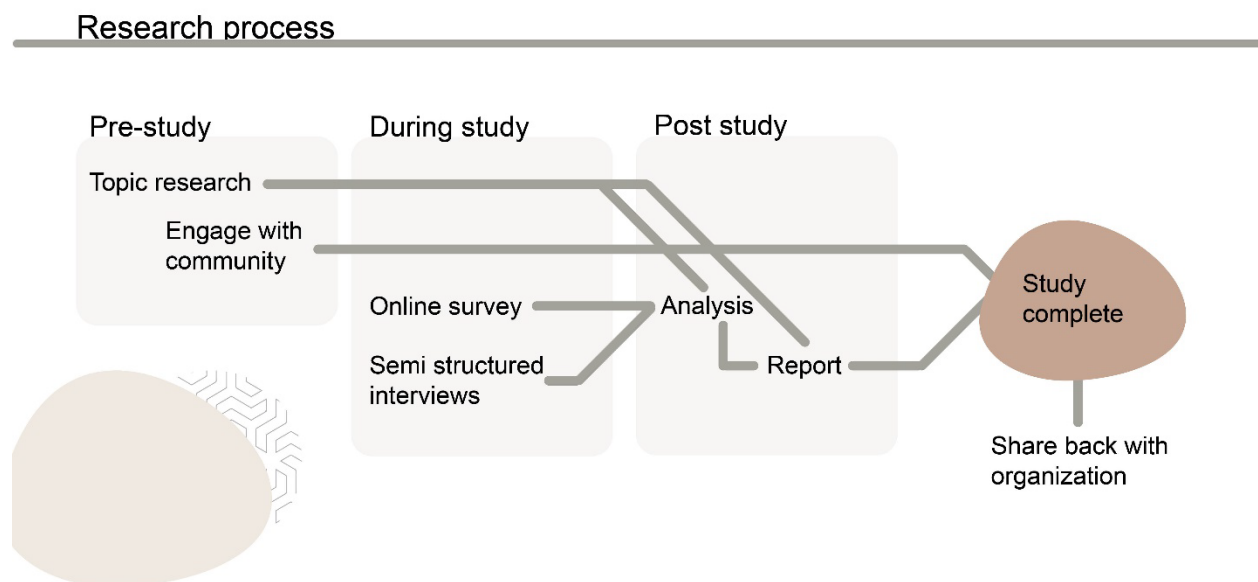 Research process
Pre-study
During study
Post study
Topic research
Engage with
community
Online survey
Semi structured
interviews
Analysis
Report
Study
complete
Share back with
organization